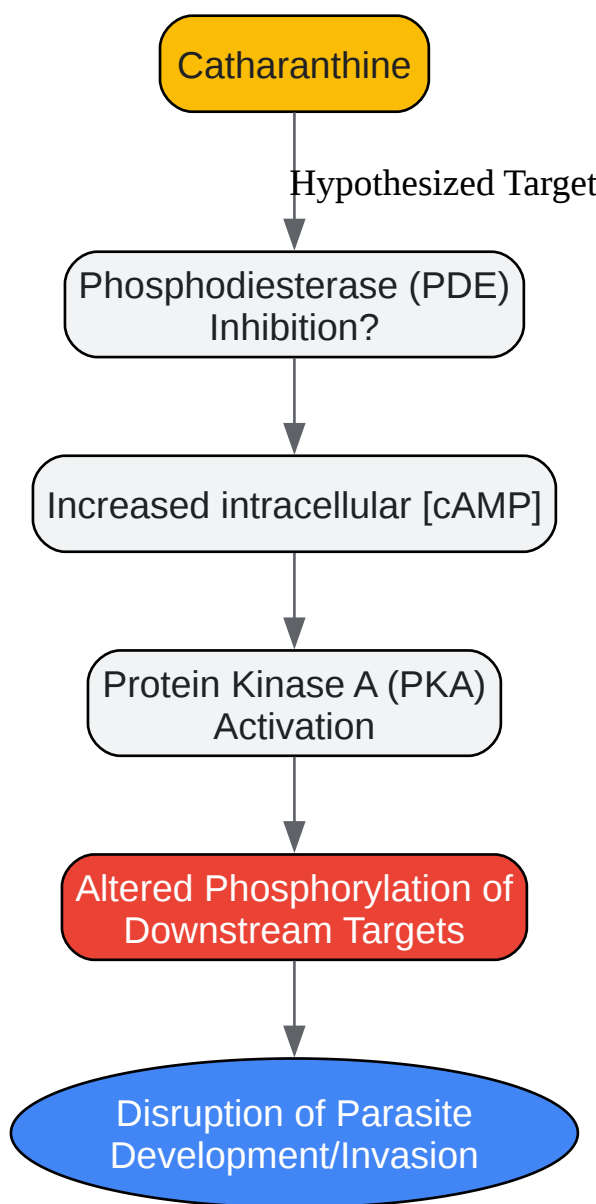 Catharanthine
Hypothesized Target
Phosphodiesterase (PDE)
Inhibition?
Increased intracellular [cAMP]
Protein Kinase A (PKA)
Activation
Altered Phosphorylation of
Downstream Targets
Disruption of Parasite
Development/Invasion